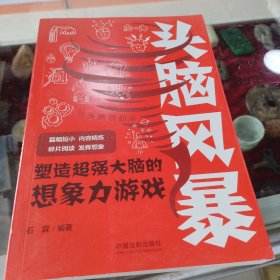 头脑风暴
篇幅短小 内容精练
碎片阅读 发挥想象
塑造超强大脑的
想象力游戏
石霖/编著
中国法制出版社